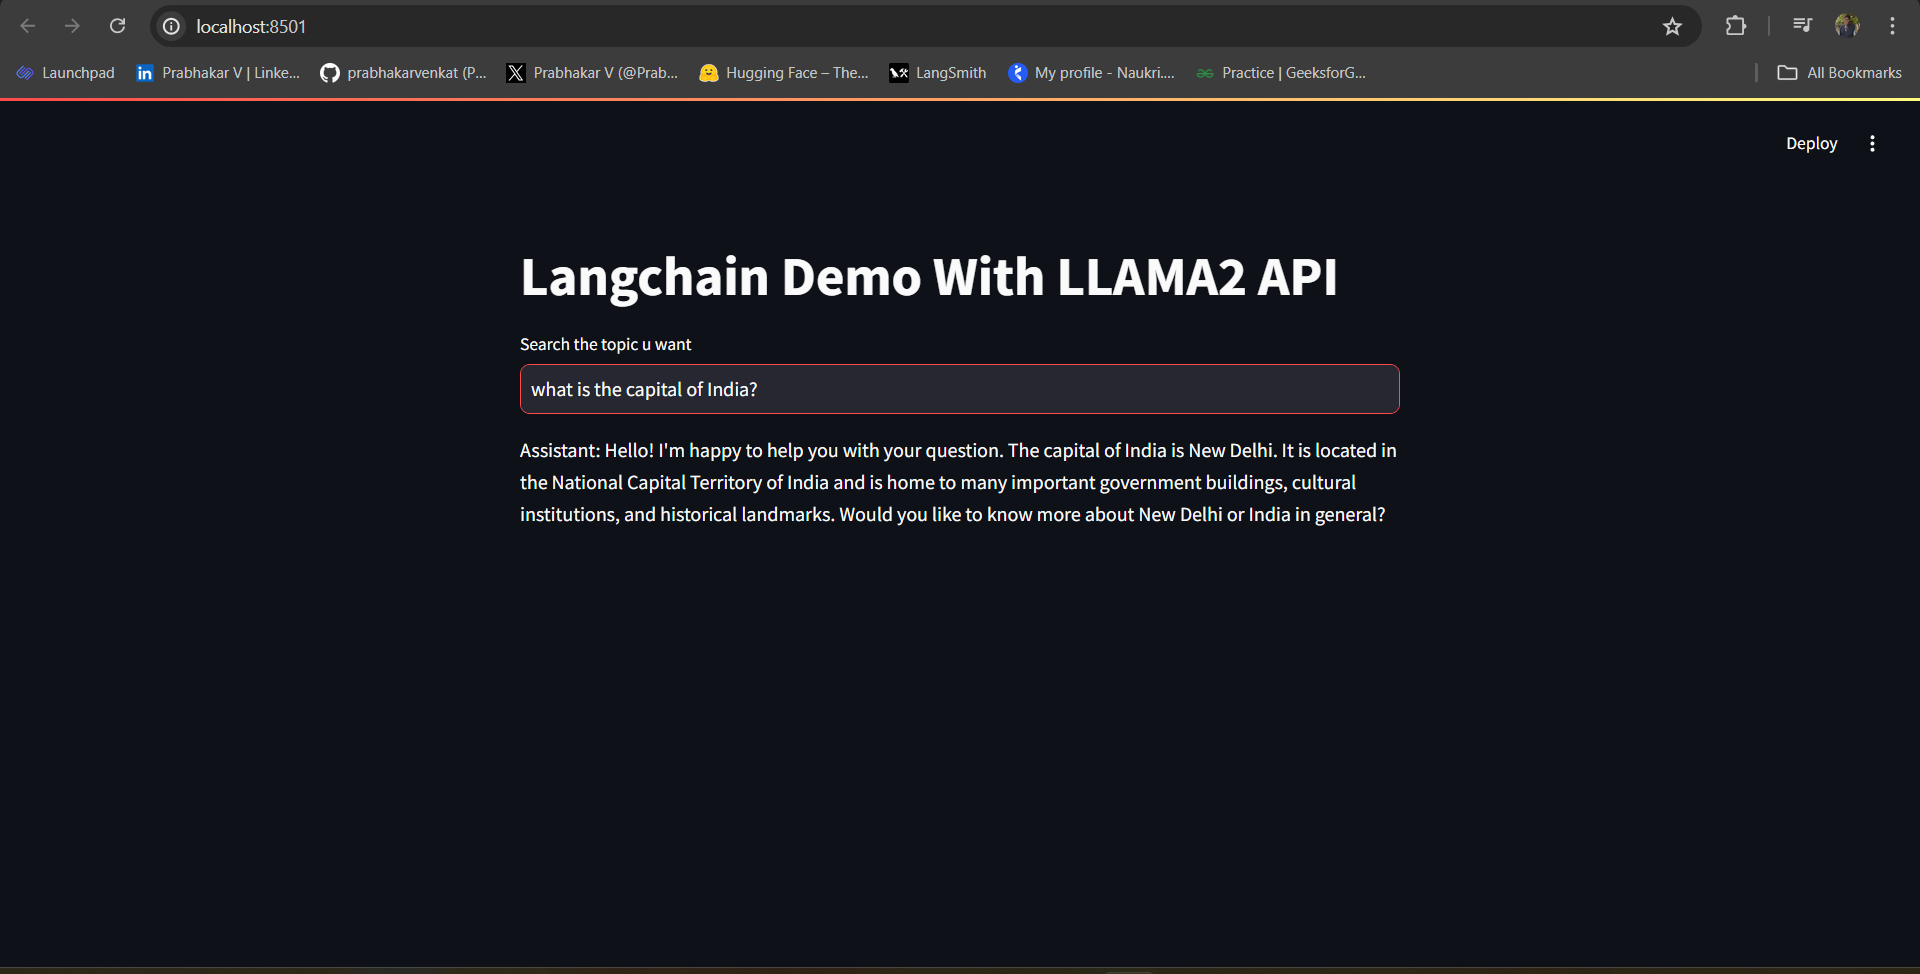 localhost:8501
Launchpad Prabhakar V | Linke... prabhakarvenkat (P... Prabhakar V (@Prab... Hugging Face – The... LangSmith My profile - Naukri.... Practice | GeeksforG... All Bookmarks
Deploy
Langchain Demo With LLAMA2 API
Search the topic u want
what is the capital of India?
Assistant: Hello! I'm happy to help you with your question. The capital of India is New Delhi. It is located in
the National Capital Territory of India and is home to many important government buildings, cultural
institutions, and historical landmarks. Would you like to know more about New Delhi or India in general?